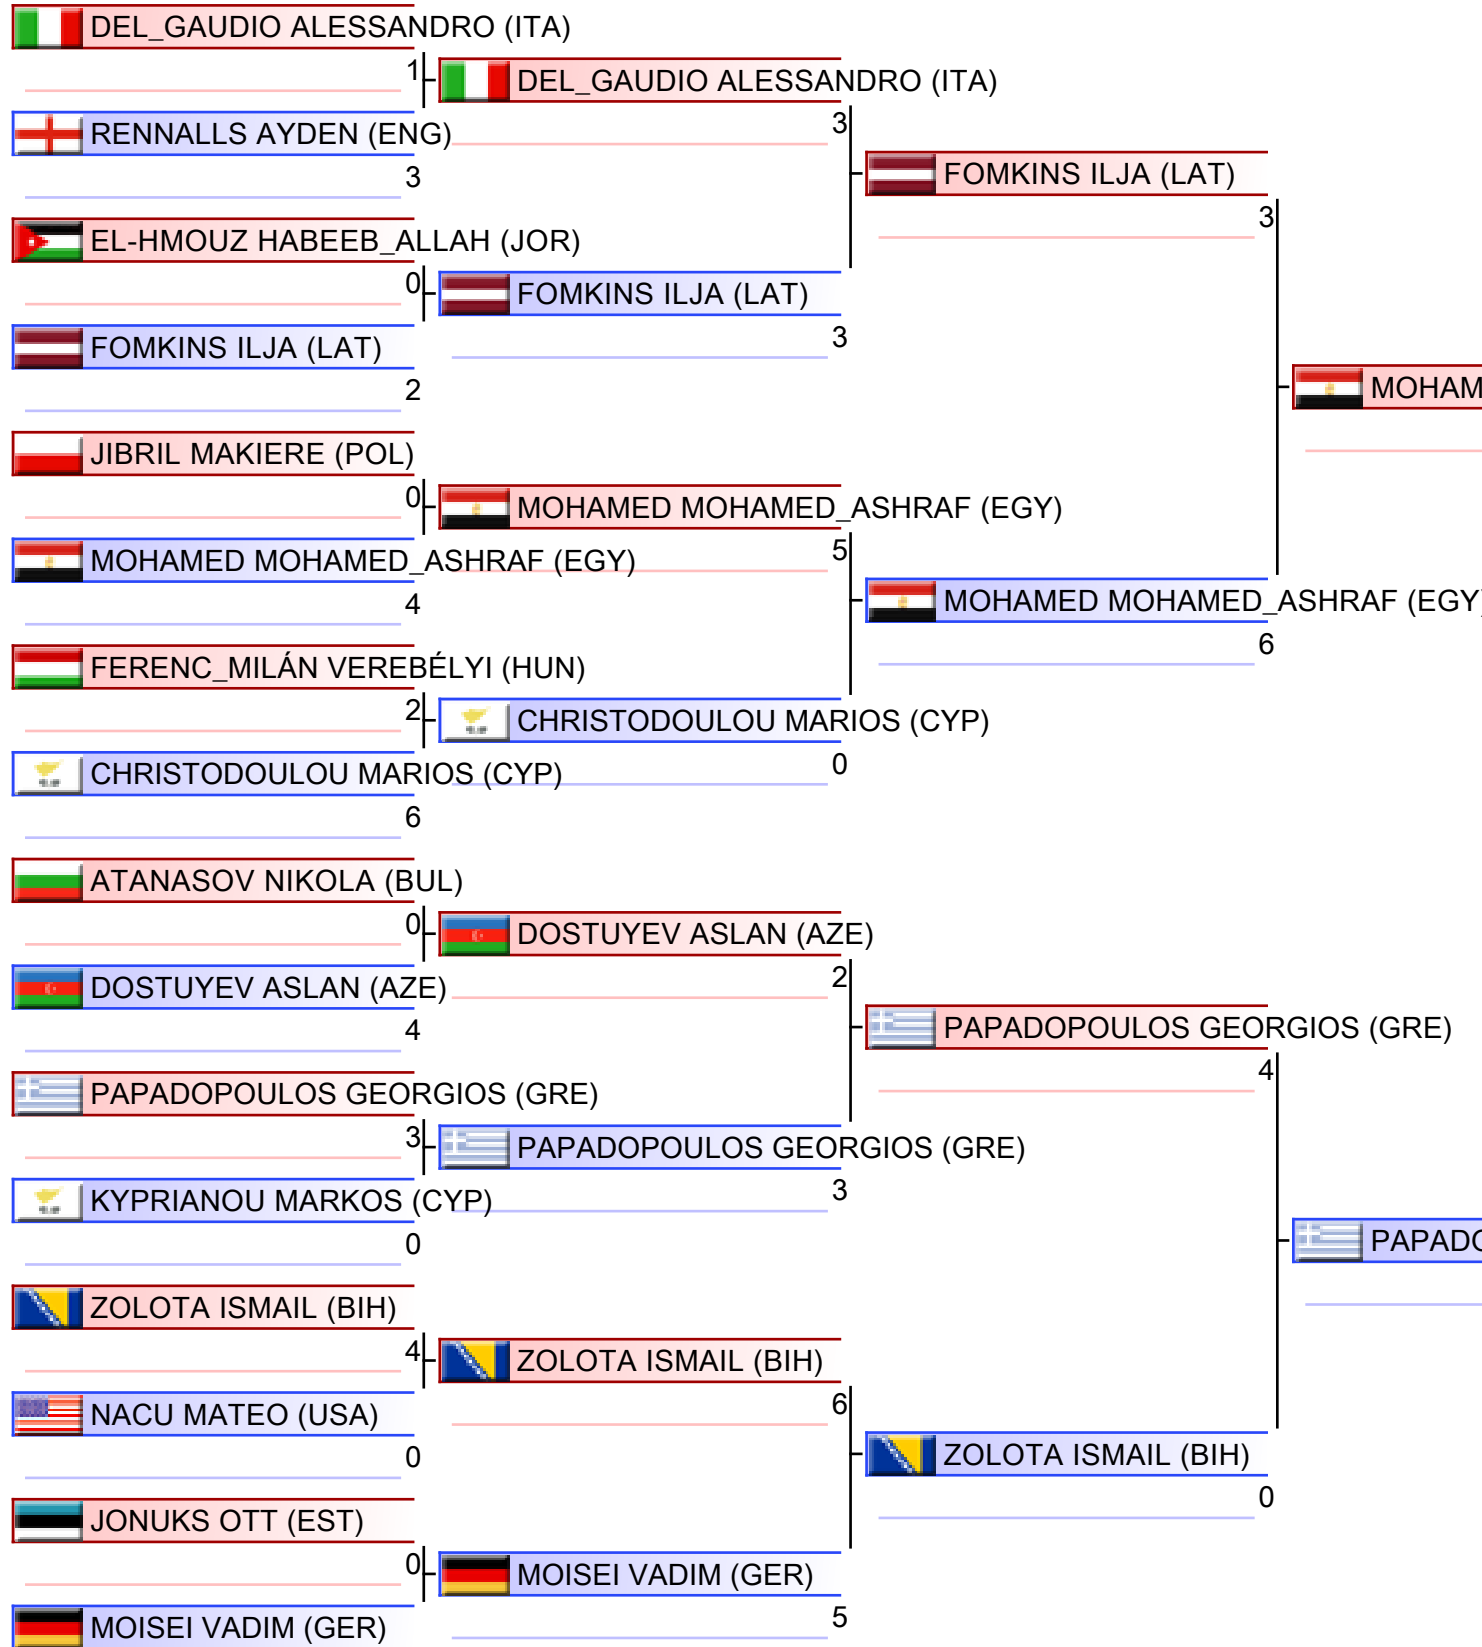 DEL_GAUDIO ALESSANDRO (ITA)
1
DEL_GAUDIO ALESSANDRO (ITA)
3
RENNALLS AYDEN (ENG)
3
FOMKINS ILJA (LAT)
3
EL-HMOUZ HABEEB_ALLAH (JOR)
0
FOMKINS ILJA (LAT)
3
FOMKINS ILJA (LAT)
2
MOHAM
JIBRIL MAKIERE (POL)
0
MOHAMED MOHAMED_ASHRAF (EGY)
5
MOHAMED MOHAMED_ASHRAF (EGY)
4
MOHAMED MOHAMED_ASHRAF (EGY)
6
FERENC_MILÁN VEREBÉLYI (HUN)
2
CHRISTODOULOU MARIOS (CYP)
0
CHRISTODOULOU MARIOS (CYP)
6
ATANASOV NIKOLA (BUL)
0
DOSTUYEV ASLAN (AZE)
2
DOSTUYEV ASLAN (AZE)
4
PAPADOPOULOS GEORGIOS (GRE)
4
PAPADOPOULOS GEORGIOS (GRE)
3
PAPADOPOULOS GEORGIOS (GRE)
3
KYPRIANOU MARKOS (CYP)
0
PAPADO
ZOLOTA ISMAIL (BIH)
4
ZOLOTA ISMAIL (BIH)
6
NACU MATEO (USA)
0
ZOLOTA ISMAIL (BIH)
0
JONUKS OTT (EST)
0
MOISEI VADIM (GER)
5
MOISEI VADIM (GER)